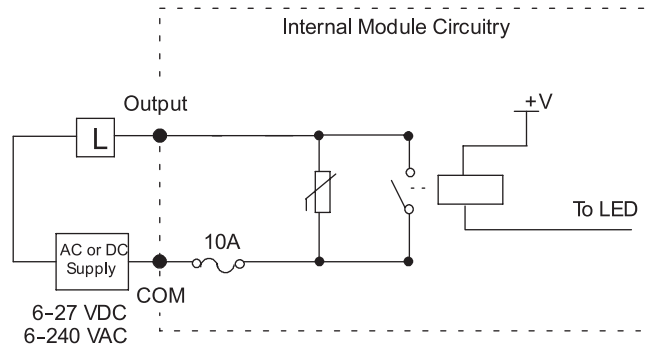 Internal Module Circuitry
Output
+V
L
To LED
10A
AC or DC
Supply
COM
6-27 VDC
6-240 VAC